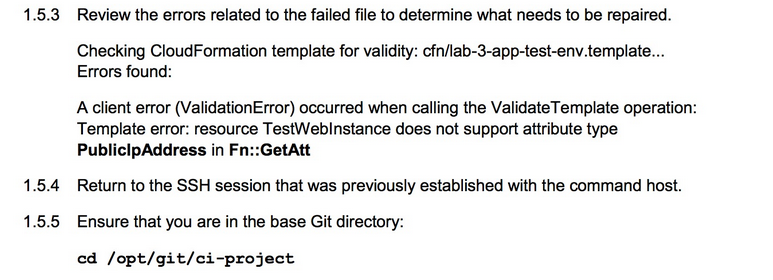 1.5.3 Review the errors related to the failed file to determine what needs to be repaired.
Checking CloudFormation template for validity: cfn/lab-3-app-test-env.template...
Errors found:
A client error (ValidationError) occurred when calling the ValidateTemplate operation:
Template error: resource TestWebInstance does not support attribute type
PublicIpAddress in Fn::GetAtt
1.5.4 Return to the SSH session that was previously established with the command host.
1.5.5 Ensure that you are in the base Git directory:
cd /opt/git/ci-project